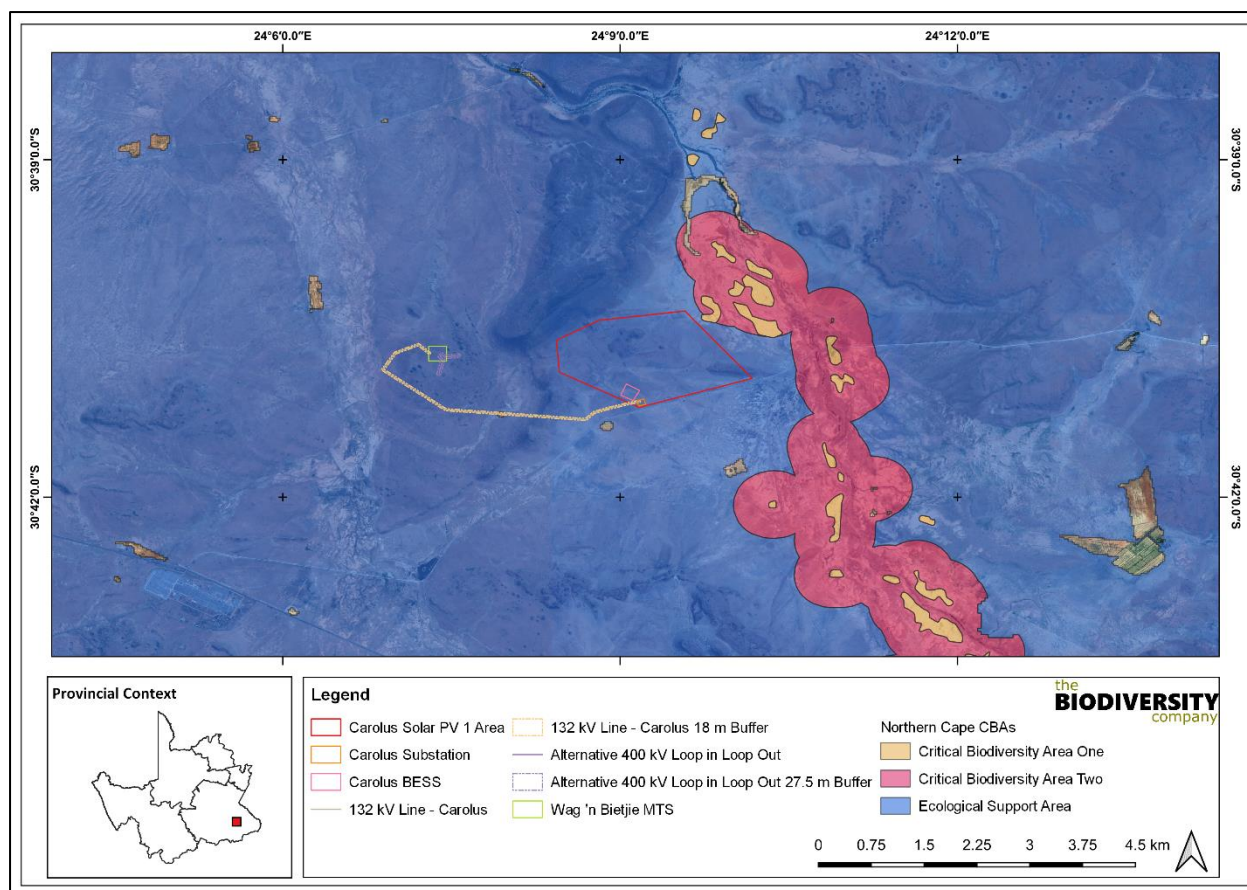 24°6'0.0"E
24°9'0.0"E
24°12'0.0"E
30°39'0.0"S
30°39'0.0"S
30°42'0.0"S
30°42'0.0"S
Provincial Context
Legend
Carolus Solar PV 1 Area
Carolus Substation
Carolus BESS
132 kV Line - Carolus
132 kV Line - Carolus 18 m Buffer
Alternative 400 kV Loop in Loop Out
Alternative 400 kV Loop in Loop Out 27.5 m Buffer
Wag 'n Bietjie MTS
the
BIODIVERSITY
company
Northern Cape CBAs
Critical Biodiversity Area One
Critical Biodiversity Area Two
Ecological Support Area
0 0.75 1.5 2.25 3 3.75 4.5 km